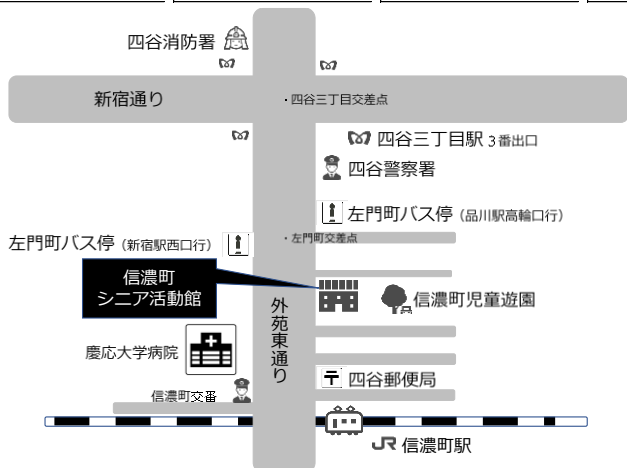 四谷消防署
新宿通り
・四谷三丁目交差点
四谷三丁目駅 3番出口
四谷警察署
左門町バス停（品川駅高輪口行）
左門町バス停（新宿駅西口行）
・左門町交差点
信濃町
シニア活動館
信濃町児童遊園
外苑東通り
慶応大学病院
四谷郵便局
信濃町交番
JR 信濃町駅